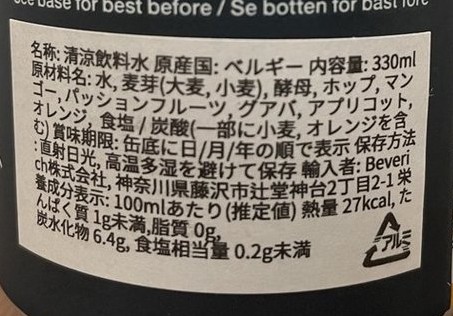 See base for best before / Se botten for bäst före
名称: 清涼飲料水 原産国: ベルギー 内容量: 330ml
原材料名: 水, 麦芽(大麦, 小麦), 酵母, ホップ, マン
ゴー, パッションフルーツ, グアバ, アプリコット,
オレンジ, 食塩 / 炭酸(一部に小麦, オレンジを含
む) 賞味期限: 缶底に日/月/年の順で表示 保存方法
: 直射日光, 高温多湿を避けて保存 輸入者: Beveri
ch株式会社, 神奈川県藤沢市辻堂神台2丁目2-1 栄
養成分表示: 100mlあたり(推定値) 熱量 27kcal, た
んぱく質 1g未満,脂質 0g,
炭水化物 6.4g, 食塩相当量 0.2g未満
アルミ